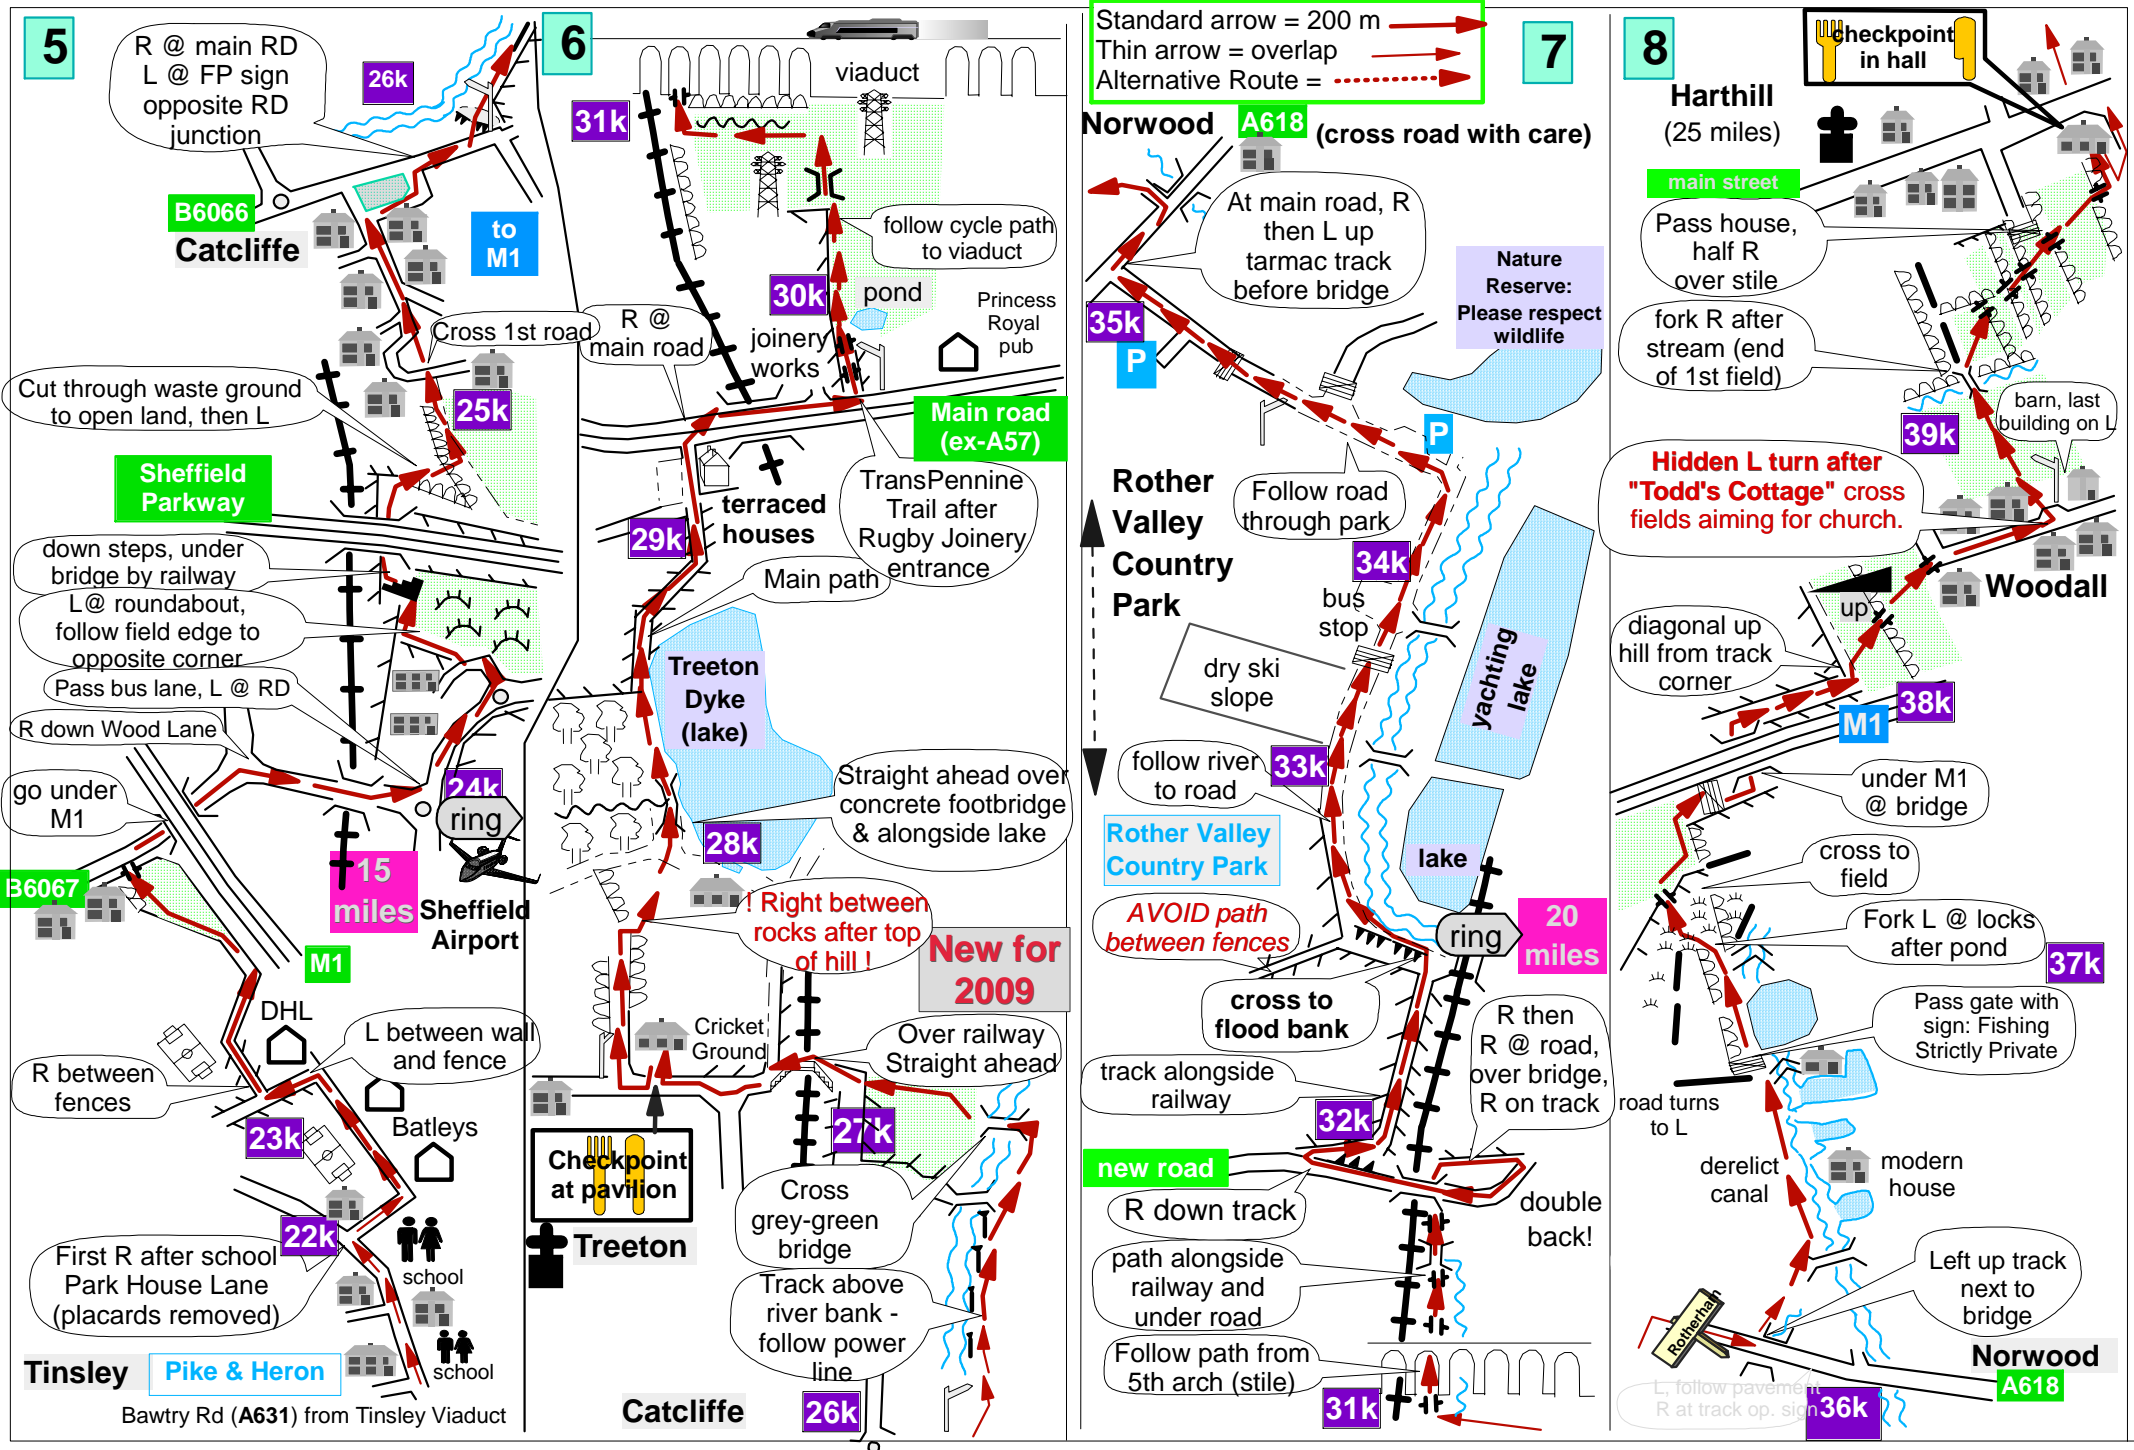 5
R @ main RD
L @ FP sign
opposite RD
junction
26k
B6066
Catcliffe
to
M1
Cross 1st road
Cut through waste ground
to open land, then L
25k
Sheffield
Parkway
down steps, under
bridge by railway
L@ roundabout,
follow field edge to
opposite corner
Pass bus lane, L @ RD
R down Wood Lane
24k
ring
go under
M1
15
miles
Sheffield
Airport
B6067
M1
DHL
L between wall
and fence
R between
fences
23k
Batleys
22k
First R after school
Park House Lane
(placards removed)
school
school
Tinsley
Pike & Heron
Bawtry Rd (A631) from Tinsley Viaduct
6
viaduct
31k
follow cycle path
to viaduct
30k
pond
Princess
Royal
pub
R @
main road
joinery
works
Main road
(ex-A57)
TransPennine
Trail after
Rugby Joinery
entrance
terraced
houses
29k
Main path
Treeton
Dyke
(lake)
Straight ahead over
concrete footbridge
& alongside lake
28k
! Right between
rocks after top
of hill !
New for
2009
Cricket
Ground
Over railway
Straight ahead
27k
Checkpoint
at pavilion
Treeton
Cross
grey-green
bridge
Track above
river bank -
follow power
line
Catcliffe
26k
Standard arrow = 200 m
Thin arrow = overlap
Alternative Route =
7
Norwood
A618
(cross road with care)
At main road, R
then L up
tarmac track
before bridge
Nature
Reserve:
Please respect
wildlife
35k
P
P
Rother
Valley
Country
Park
Follow road
through park
34k
bus
stop
dry ski
slope
yachting
lake
follow river
to road
33k
Rother Valley
Country Park
lake
AVOID path
between fences
ring
20
miles
cross to
flood bank
R then
R @ road,
over bridge,
R on track
track alongside
railway
32k
new road
R down track
double
back!
path alongside
railway and
under road
Follow path from
5th arch (stile)
31k
8
checkpoint
in hall
Harthill
(25 miles)
main street
Pass house,
half R
over stile
fork R after
stream (end
of 1st field)
barn, last
building on L
39k
Hidden L turn after
"Todd's Cottage" cross
fields aiming for church.
Woodall
up
diagonal up
hill from track
corner
38k
M1
under M1
@ bridge
cross to
field
Fork L @ locks
after pond
37k
Pass gate with
sign: Fishing
Strictly Private
road turns
to L
derelict
canal
modern
house
Left up track
next to
bridge
Rotherham
Norwood
A618
L, follow pavement
R at track op. sign
36k